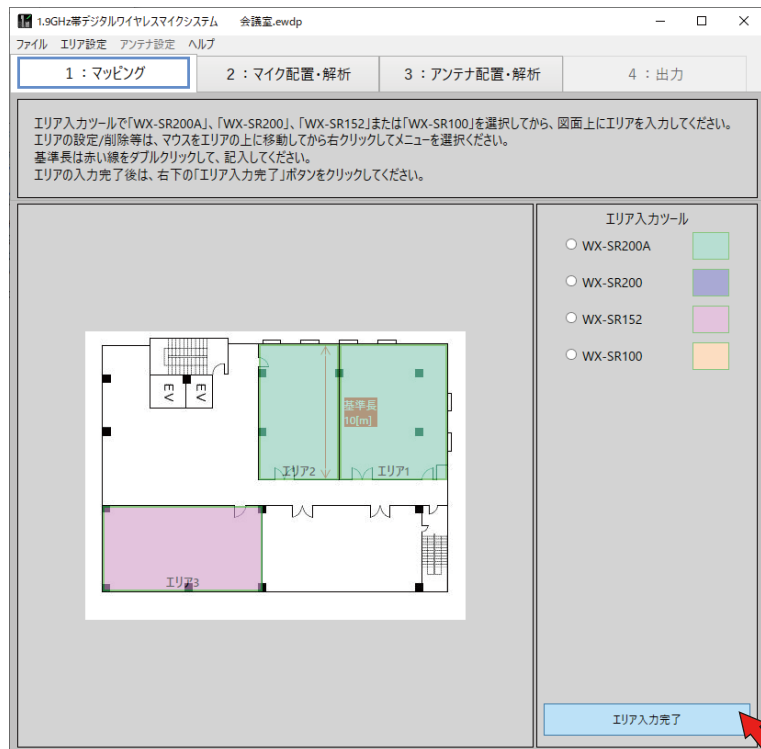 1.9GHz帯デジタルワイヤレスマイクシステム 会議室.ewdp
ファイル エリア設定 アンテナ設定 ヘルプ
1 : マッピング 2 : マイク配置・解析 3 : アンテナ配置・解析 4 : 出力
エリア入力ツールで「WX-SR200A」、「WX-SR200」、「WX-SR152」または「WX-SR100」を選択してから、図面上にエリアを入力してください。
エリアの設定/削除等は、マウスをエリアの上に移動してから右クリックしてメニューを選択ください。
基準長は赤い線をダブルクリックして、記入してください。
エリアの入力完了後は、右下の「エリア入力完了」ボタンをクリックしてください。
エリア入力ツール
WX-SR200A
WX-SR200
WX-SR152
WX-SR100
EV EV
基準長
10[m]
エリア2 エリア1
エリア3
エリア入力完了